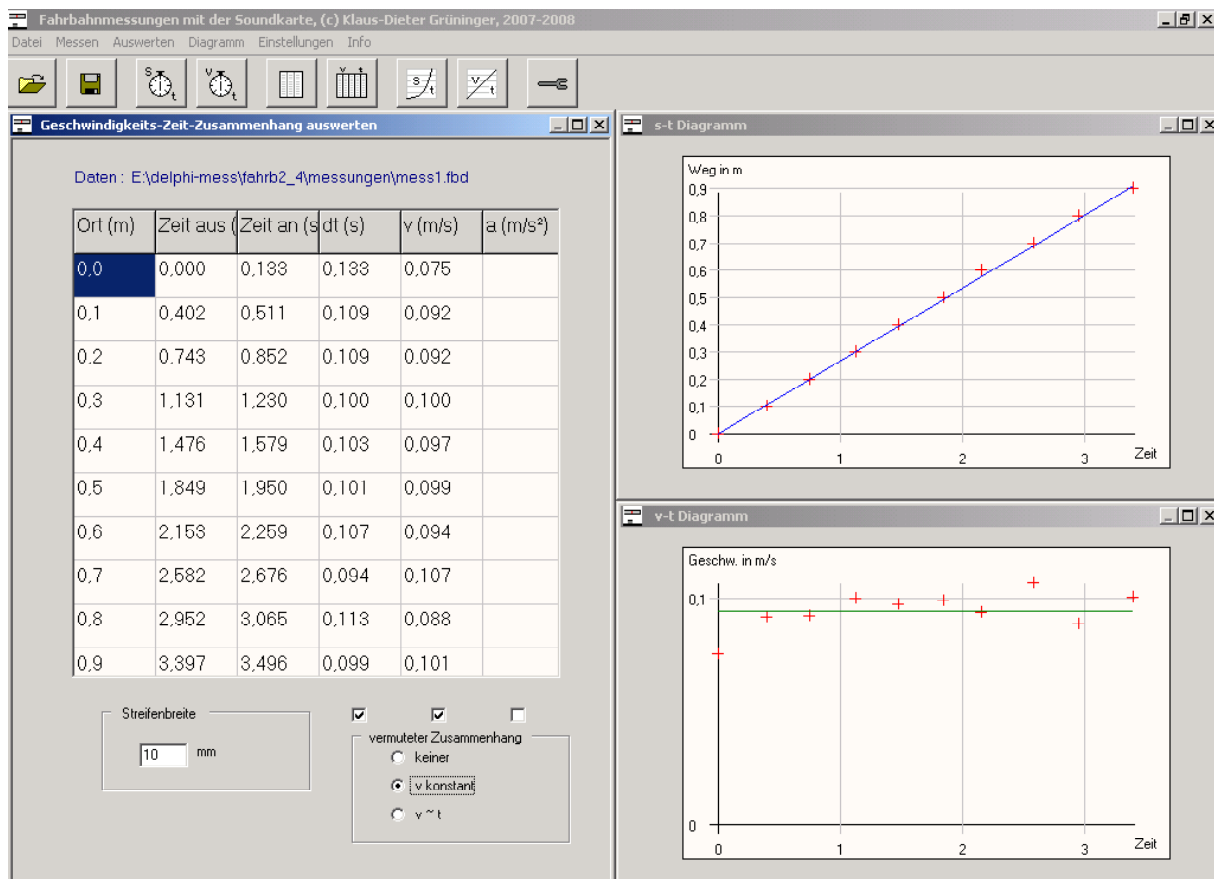 Fahrbahnmessungen mit der Soundkarte, (c) Klaus-Dieter Grüninger, 2007-2008
Datei Messen Auswerten Diagramm Einstellungen Info
s t v t v t s t v t
Geschwindigkeits-Zeit-Zusammenhang auswerten
Daten : E:\delphi-mess\fahrb2_4\messungen\mess1.fbd
Ort (m) Zeit aus ( Zeit an (s dt (s) v (m/s) a (m/s²)
0,0 0,000 0,133 0,133 0,075
0,1 0,402 0,511 0,109 0,092
0.2 0.743 0.852 0.109 0.092
0,3 1,131 1,230 0,100 0,100
0,4 1,476 1,579 0,103 0,097
0,5 1,849 1,950 0,101 0,099
0,6 2,153 2,259 0,107 0,094
0,7 2,582 2,676 0,094 0,107
0,8 2,952 3,065 0,113 0,088
0,9 3,397 3,496 0,099 0,101
Streifenbreite
10 mm
vermuteter Zusammenhang
keiner
v konstant
v ~ t
s-t Diagramm
Weg in m
0,9
0,8
0,7
0,6
0,5
0,4
0,3
0,2
0,1
0
0 1 2 3 Zeit
v-t Diagramm
Geschw. in m/s
0,1
0
0 1 2 3 Zeit